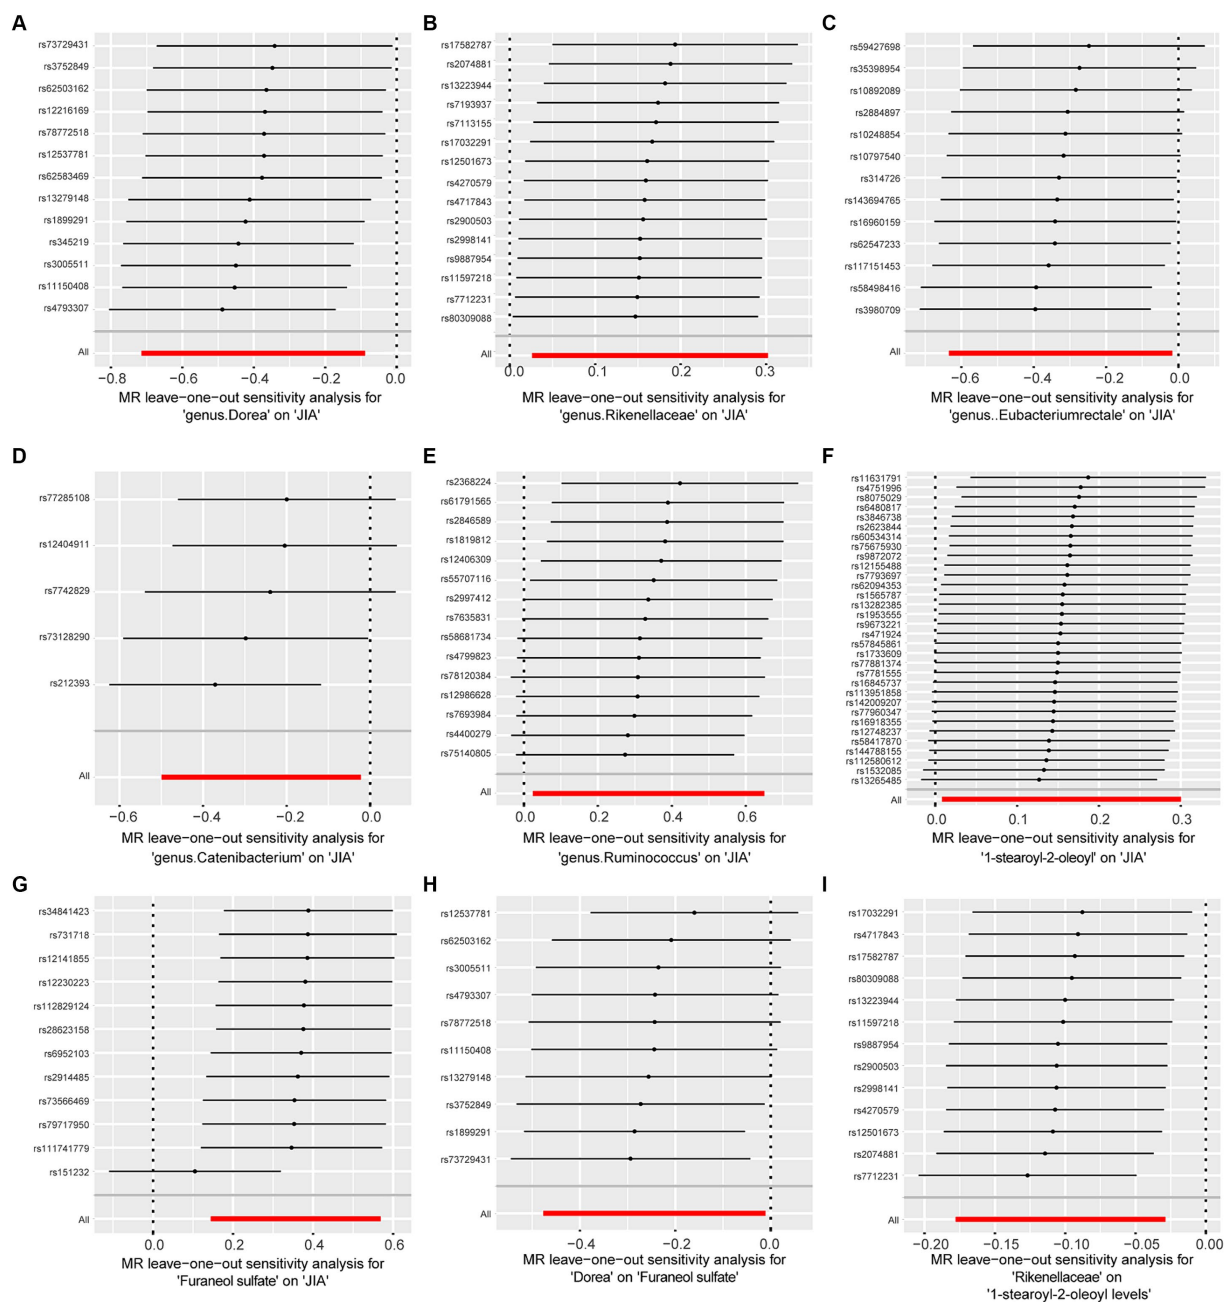 A
rs73729431
rs3752849
rs62503162
rs12216169
rs78772518
rs12537781
rs62583469
rs13279148
rs1899291
rs345219
rs3005511
rs11150408
rs4793307
All
−0.8 −0.6 −0.4 −0.2 0.0
MR leave−one−out sensitivity analysis for
'genus.Dorea' on 'JIA'
B
rs17582787
rs2074881
rs13223944
rs7193937
rs7113155
rs17032291
rs12501673
rs4270579
rs4717843
rs2900503
rs2998141
rs9887954
rs11597218
rs7712231
rs80309088
All
0.0 0.1 0.2 0.3
MR leave−one−out sensitivity analysis for
'genus.Rikenellaceae' on 'JIA'
C
rs59427698
rs35398954
rs10892089
rs2884897
rs10248854
rs10797540
rs314726
rs143694765
rs16960159
rs62547233
rs117151453
rs58498416
rs3980709
All
−0.6 −0.4 −0.2 0.0
MR leave−one−out sensitivity analysis for
'genus..Eubacteriumrectale' on 'JIA'
D
rs77285108
rs12404911
rs7742829
rs73128290
rs212393
All
−0.6 −0.4 −0.2 0.0
MR leave−one−out sensitivity analysis for
'genus.Catenibacterium' on 'JIA'
E
rs2368224
rs61791565
rs2846589
rs1819812
rs12406309
rs55707116
rs2997412
rs7635831
rs58681734
rs4799823
rs78120384
rs12986628
rs7693984
rs4400279
rs75140805
All
0.0 0.2 0.4 0.6
MR leave−one−out sensitivity analysis for
'genus.Ruminococcus' on 'JIA'
F
rs11631791
rs4751996
rs8075029
rs6480817
rs3846738
rs2623844
rs60534314
rs75675930
rs9872072
rs12155488
rs7793697
rs62094353
rs1565787
rs13282385
rs1953555
rs9673221
rs471924
rs57845861
rs1733609
rs77881374
rs7781555
rs16845737
rs113951858
rs142009207
rs77960347
rs16918355
rs12748237
rs58417870
rs144788155
rs112580612
rs1532085
rs13265485
All
0.0 0.1 0.2 0.3
MR leave−one−out sensitivity analysis for
'1-stearoyl-2-oleoyl' on 'JIA'
G
rs34841423
rs731718
rs12141855
rs12230223
rs112829124
rs28623158
rs6952103
rs2914485
rs73566469
rs79717950
rs111741779
rs151232
All
0.0 0.2 0.4 0.6
MR leave−one−out sensitivity analysis for
'Furaneol sulfate' on 'JIA'
H
rs12537781
rs62503162
rs3005511
rs4793307
rs78772518
rs11150408
rs13279148
rs3752849
rs1899291
rs73729431
All
−0.4 −0.2 0.0
MR leave−one−out sensitivity analysis for
'Dorea' on 'Furaneol sulfate'
I
rs17032291
rs4717843
rs17582787
rs80309088
rs13223944
rs11597218
rs9887954
rs2900503
rs2998141
rs4270579
rs12501673
rs2074881
rs7712231
All
−0.20 −0.15 −0.10 −0.05 0.00
MR leave−one−out sensitivity analysis for
'Rikenellaceae' on
'1-stearoyl-2-oleoyl levels'